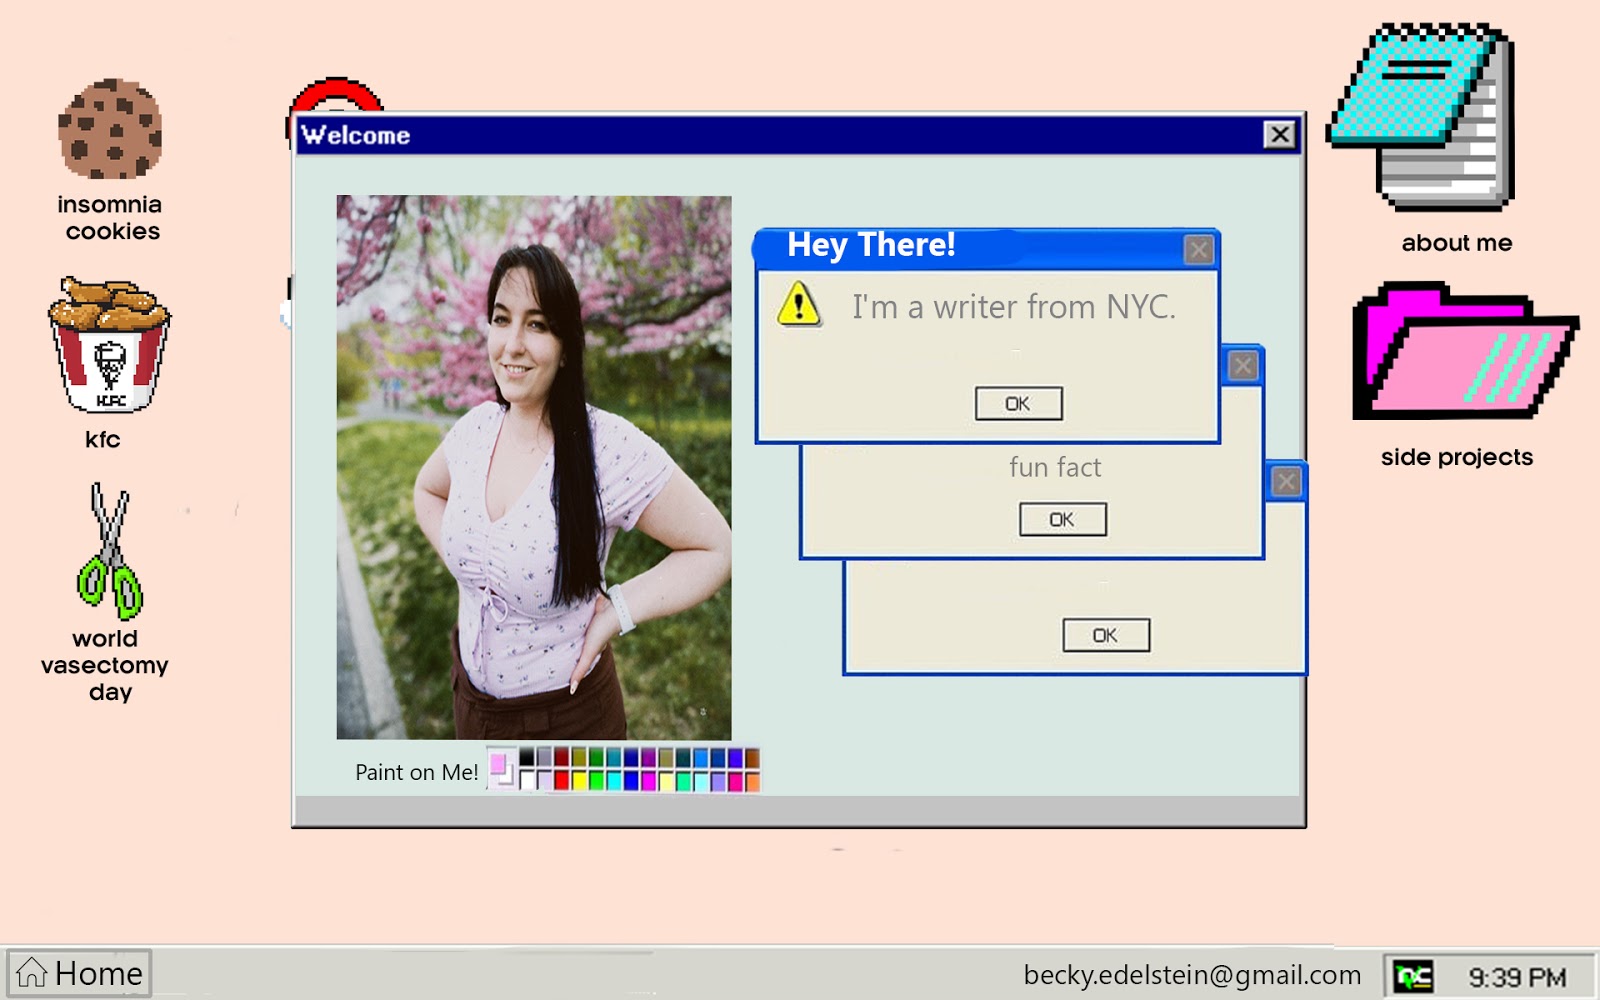 insomnia
cookies
KFC
kfc
world
vasectomy
day
Welcome
Hey There!
I'm a writer from NYC.
OK
fun fact
OK
OK
Paint on Me!
about me
side projects
Home
becky.edelstein@gmail.com
9:39 PM